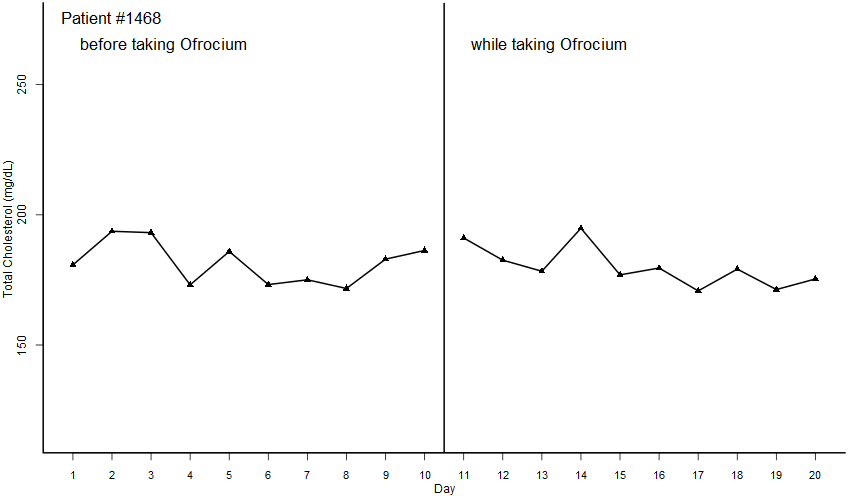 Patient #1468
before taking Ofrocium
while taking Ofrocium
Total Cholesterol (mg/dL)
250
200
150
1 2 3 4 5 6 7 8 9 10 11 12 13 14 15 16 17 18 19 20
Day